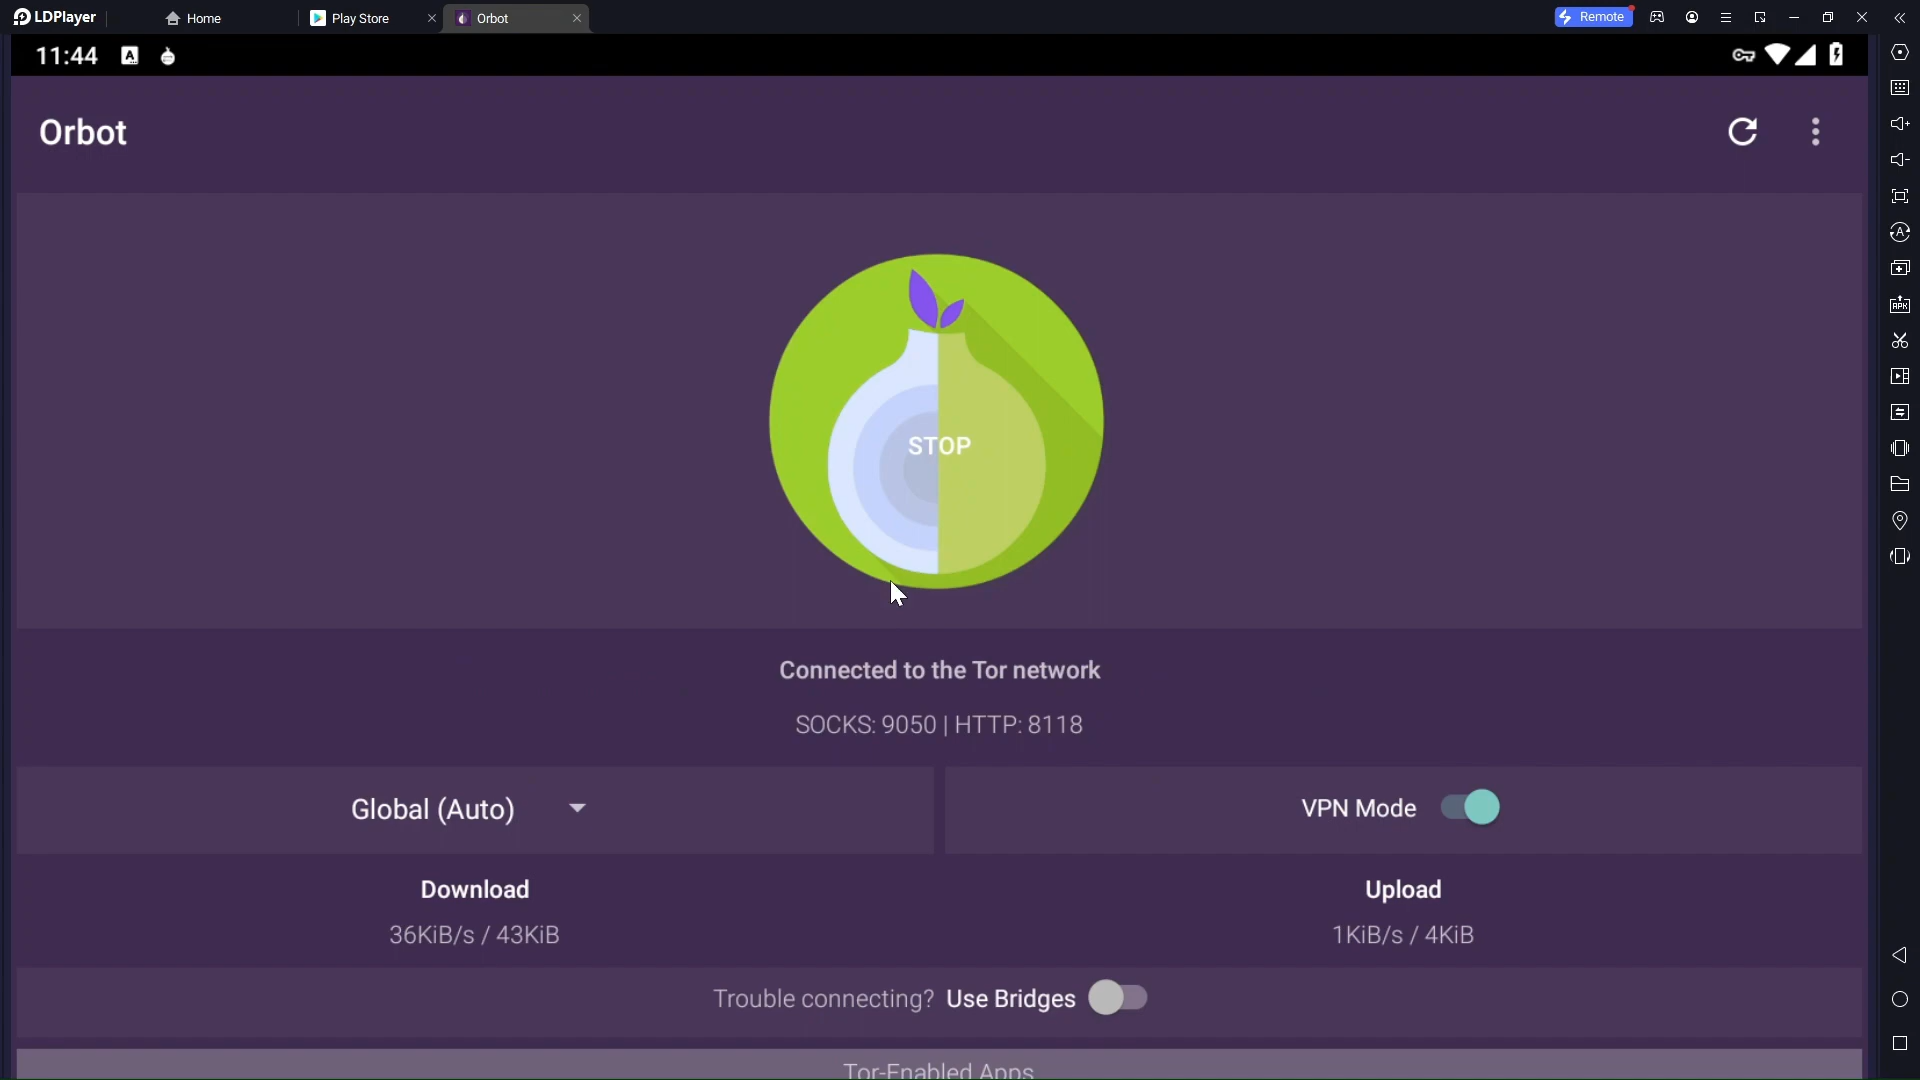 LDPlayer
Home
Play Store
Orbot
Remote
11:44
A
Orbot
STOP
Connected to the Tor network
SOCKS: 9050 | HTTP: 8118
Global (Auto)
VPN Mode
Download
Upload
36KiB/s / 43KiB
1KiB/s / 4KiB
Trouble connecting? Use Bridges
Tor-Enabled Apps
A
APK